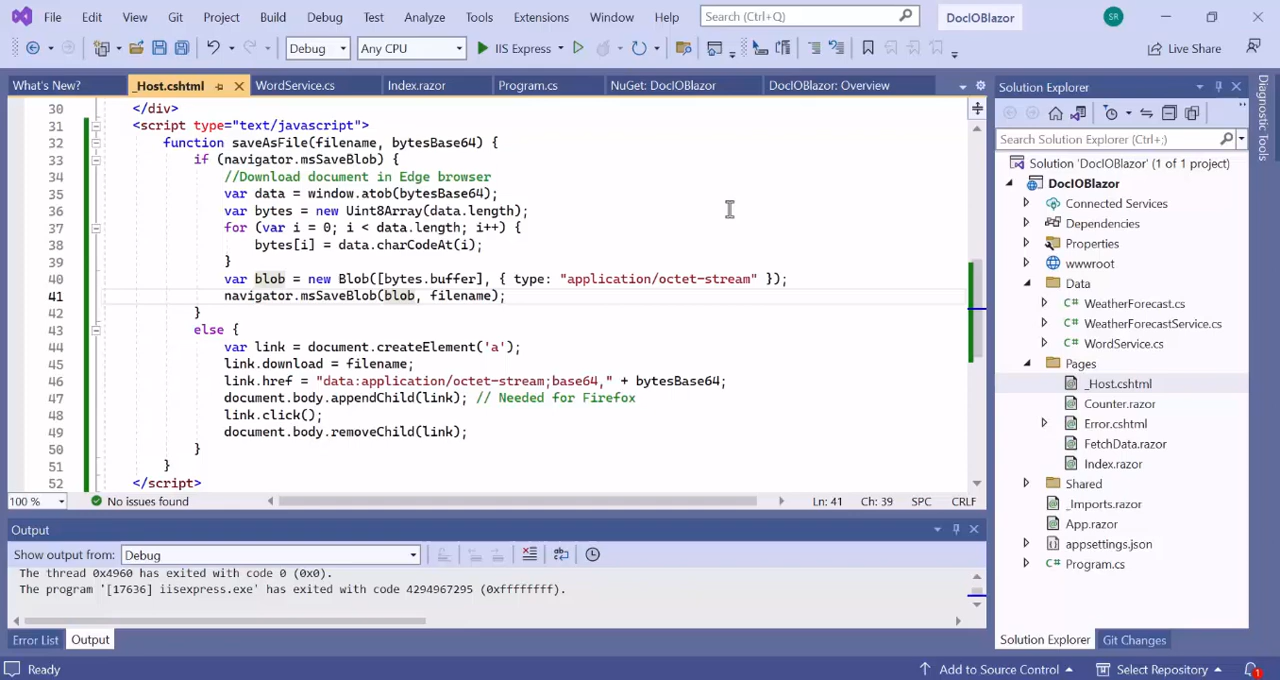 File Edit View Git Project Build Debug Test Analyze Tools Extensions Window Help Search (Ctrl+Q) DocIOBlazor SR
Debug Any CPU IIS Express Live Share
What's New? _Host.cshtml WordService.cs Index.razor Program.cs NuGet: DocIOBlazor DocIOBlazor: Overview
30 </div>
31 <script type="text/javascript">
32 function saveAsFile(filename, bytesBase64) {
33 if (navigator.msSaveBlob) {
34 //Download document in Edge browser
35 var data = window.atob(bytesBase64);
36 var bytes = new Uint8Array(data.length);
37 for (var i = 0; i < data.length; i++) {
38 bytes[i] = data.charCodeAt(i);
39 }
40 var blob = new Blob([bytes.buffer], { type: "application/octet-stream" });
41 navigator.msSaveBlob(blob, filename);
42 }
43 else {
44 var link = document.createElement('a');
45 link.download = filename;
46 link.href = "data:application/octet-stream;base64," + bytesBase64;
47 document.body.appendChild(link); // Needed for Firefox
48 link.click();
49 document.body.removeChild(link);
50 }
51 }
52 </script>
100 % No issues found Ln: 41 Ch: 39 SPC CRLF
Output
Show output from: Debug
The thread 0x4960 has exited with code 0 (0x0).
The program '[17636] iisexpress.exe' has exited with code 4294967295 (0xffffffff).
Error List Output
Solution Explorer
Search Solution Explorer (Ctrl+;)
Solution 'DocIOBlazor' (1 of 1 project)
DocIOBlazor
Connected Services
Dependencies
Properties
wwwroot
Data
WeatherForecast.cs
WeatherForecastService.cs
WordService.cs
Pages
_Host.cshtml
Counter.razor
Error.cshtml
FetchData.razor
Index.razor
Shared
_Imports.razor
App.razor
appsettings.json
Program.cs
Solution Explorer Git Changes
Diagnostic Tools
Ready Add to Source Control Select Repository 1